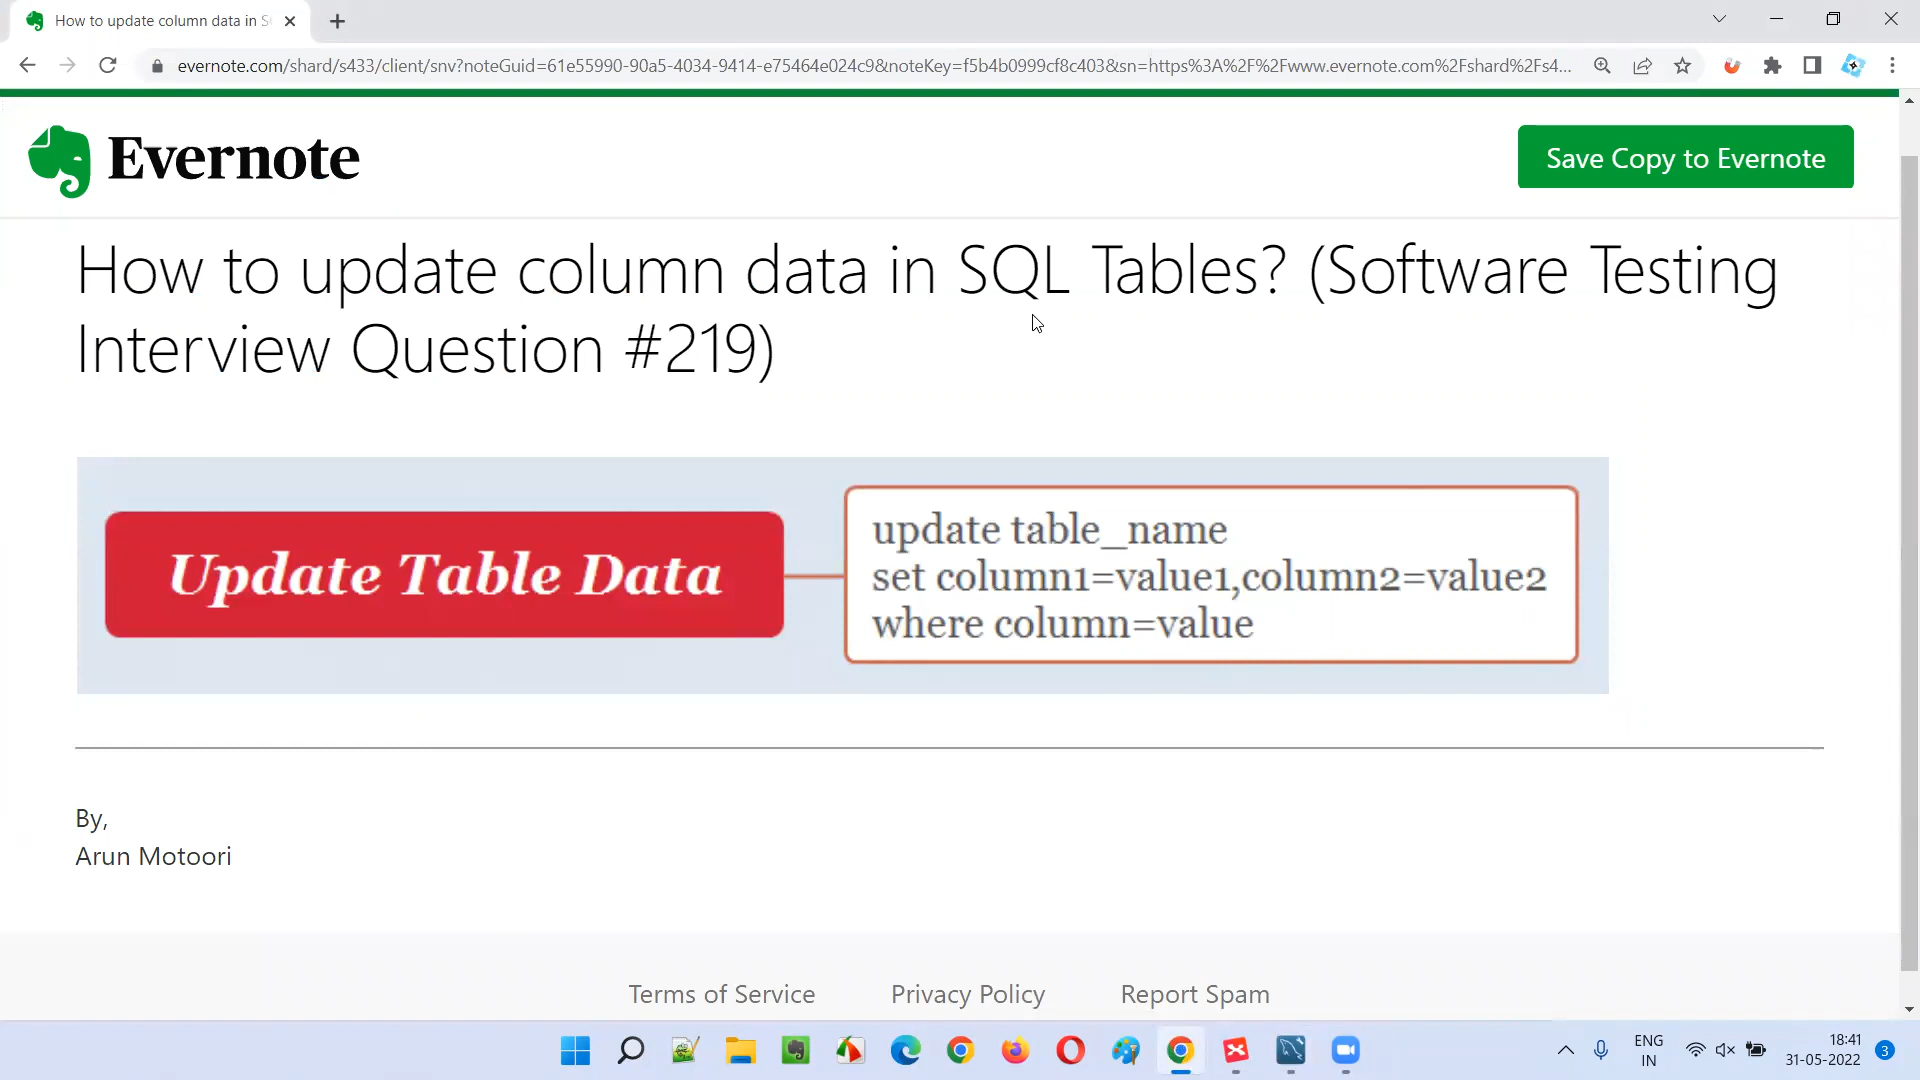 How to update column data in S
evernote.com/shard/s433/client/snv?noteGuid=61e55990-90a5-4034-9414-e75464e024c9&noteKey=f5b4b0999cf8c403&sn=https%3A%2F%2Fwww.evernote.com%2Fshard%2Fs4...
Evernote
Save Copy to Evernote
How to update column data in SQL Tables? (Software Testing
Interview Question #219)
Update Table Data
update table_name
set column1=value1,column2=value2
where column=value
By,
Arun Motoori
Terms of Service Privacy Policy Report Spam
ENG
IN
18:41
31-05-2022
3